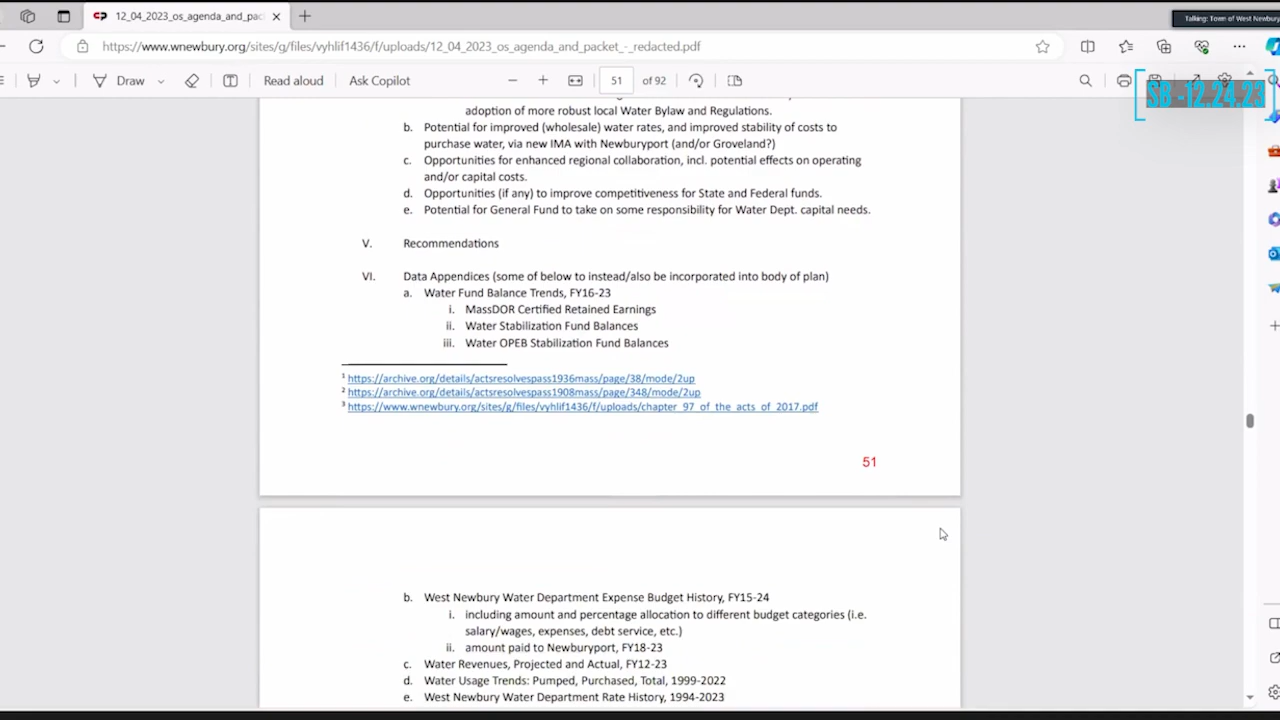 12_04_2023_os_agenda_and_pac
Talking: Town of West Newbury
https://www.wnewbury.org/sites/g/files/vyhlif1436/f/uploads/12_04_2023_os_agenda_and_packet_-_redacted.pdf
Draw
Read aloud
Ask Copilot
51 of 92
SB -12.24.23
adoption of more robust local Water Bylaw and Regulations.
b. Potential for improved (wholesale) water rates, and improved stability of costs to
purchase water, via new IMA with Newburyport (and/or Groveland?)
c. Opportunities for enhanced regional collaboration, incl. potential effects on operating
and/or capital costs.
d. Opportunities (if any) to improve competitiveness for State and Federal funds.
e. Potential for General Fund to take on some responsibility for Water Dept. capital needs.
V. Recommendations
VI. Data Appendices (some of below to instead/also be incorporated into body of plan)
a. Water Fund Balance Trends, FY16-23
i. MassDOR Certified Retained Earnings
ii. Water Stabilization Fund Balances
iii. Water OPEB Stabilization Fund Balances
1 https://archive.org/details/actsresolvespass1936mass/page/38/mode/2up
2 https://archive.org/details/actsresolvespass1908mass/page/348/mode/2up
3 https://www.wnewbury.org/sites/g/files/vyhlif1436/f/uploads/chapter_97_of_the_acts_of_2017.pdf
51
b. West Newbury Water Department Expense Budget History, FY15-24
i. including amount and percentage allocation to different budget categories (i.e.
salary/wages, expenses, debt service, etc.)
ii. amount paid to Newburyport, FY18-23
c. Water Revenues, Projected and Actual, FY12-23
d. Water Usage Trends: Pumped, Purchased, Total, 1999-2022
e. West Newbury Water Department Rate History, 1994-2023